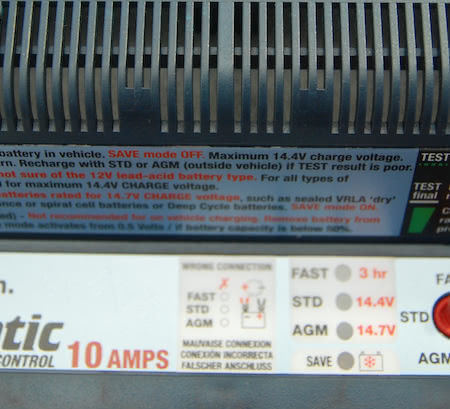 battery in vehicle. SAVE mode OFF. Maximum 14.4V charge voltage.
rn. Recharge with STD or AGM (outside vehicle) if TEST result is poor.
not sure of the 12V lead-acid battery type. For all types of
for maximum 14.4V CHARGE voltage.
atteries rated for 14.7V CHARGE voltage, such as sealed VRLA 'dry'
ance or spiral cell batteries or Deep Cycle batteries. SAVE mode ON.
ed) - Not recommended for on vehicle charging. Remove battery from
mode activates from 0.5 Volts / if battery capacity is below 50%.
TEST
TEST
final
n.
tic
CONTROL 10 AMPS
WRONG CONNECTION
FAST
STD
AGM
MAUVAISE CONNEXION
CONEXIÓN INCORRECTA
FALSCHER ANSCHLUSS
FAST 3 hr
STD 14.4V
AGM 14.7V
SAVE
FA
STD
AGM